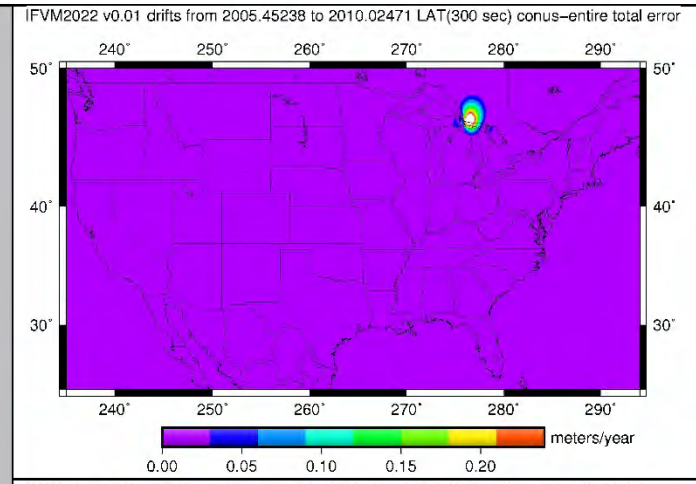 IFVM2022 v0.01 drifts from 2005.45238 to 2010.02471 LAT(300 sec) conus−entire total error
240˚ 250˚ 260˚ 270˚ 280˚ 290˚
50˚ 50˚
40˚ 40˚
30˚ 30˚
240˚ 250˚ 260˚ 270˚ 280˚ 290˚
meters/year
0.00 0.05 0.10 0.15 0.20